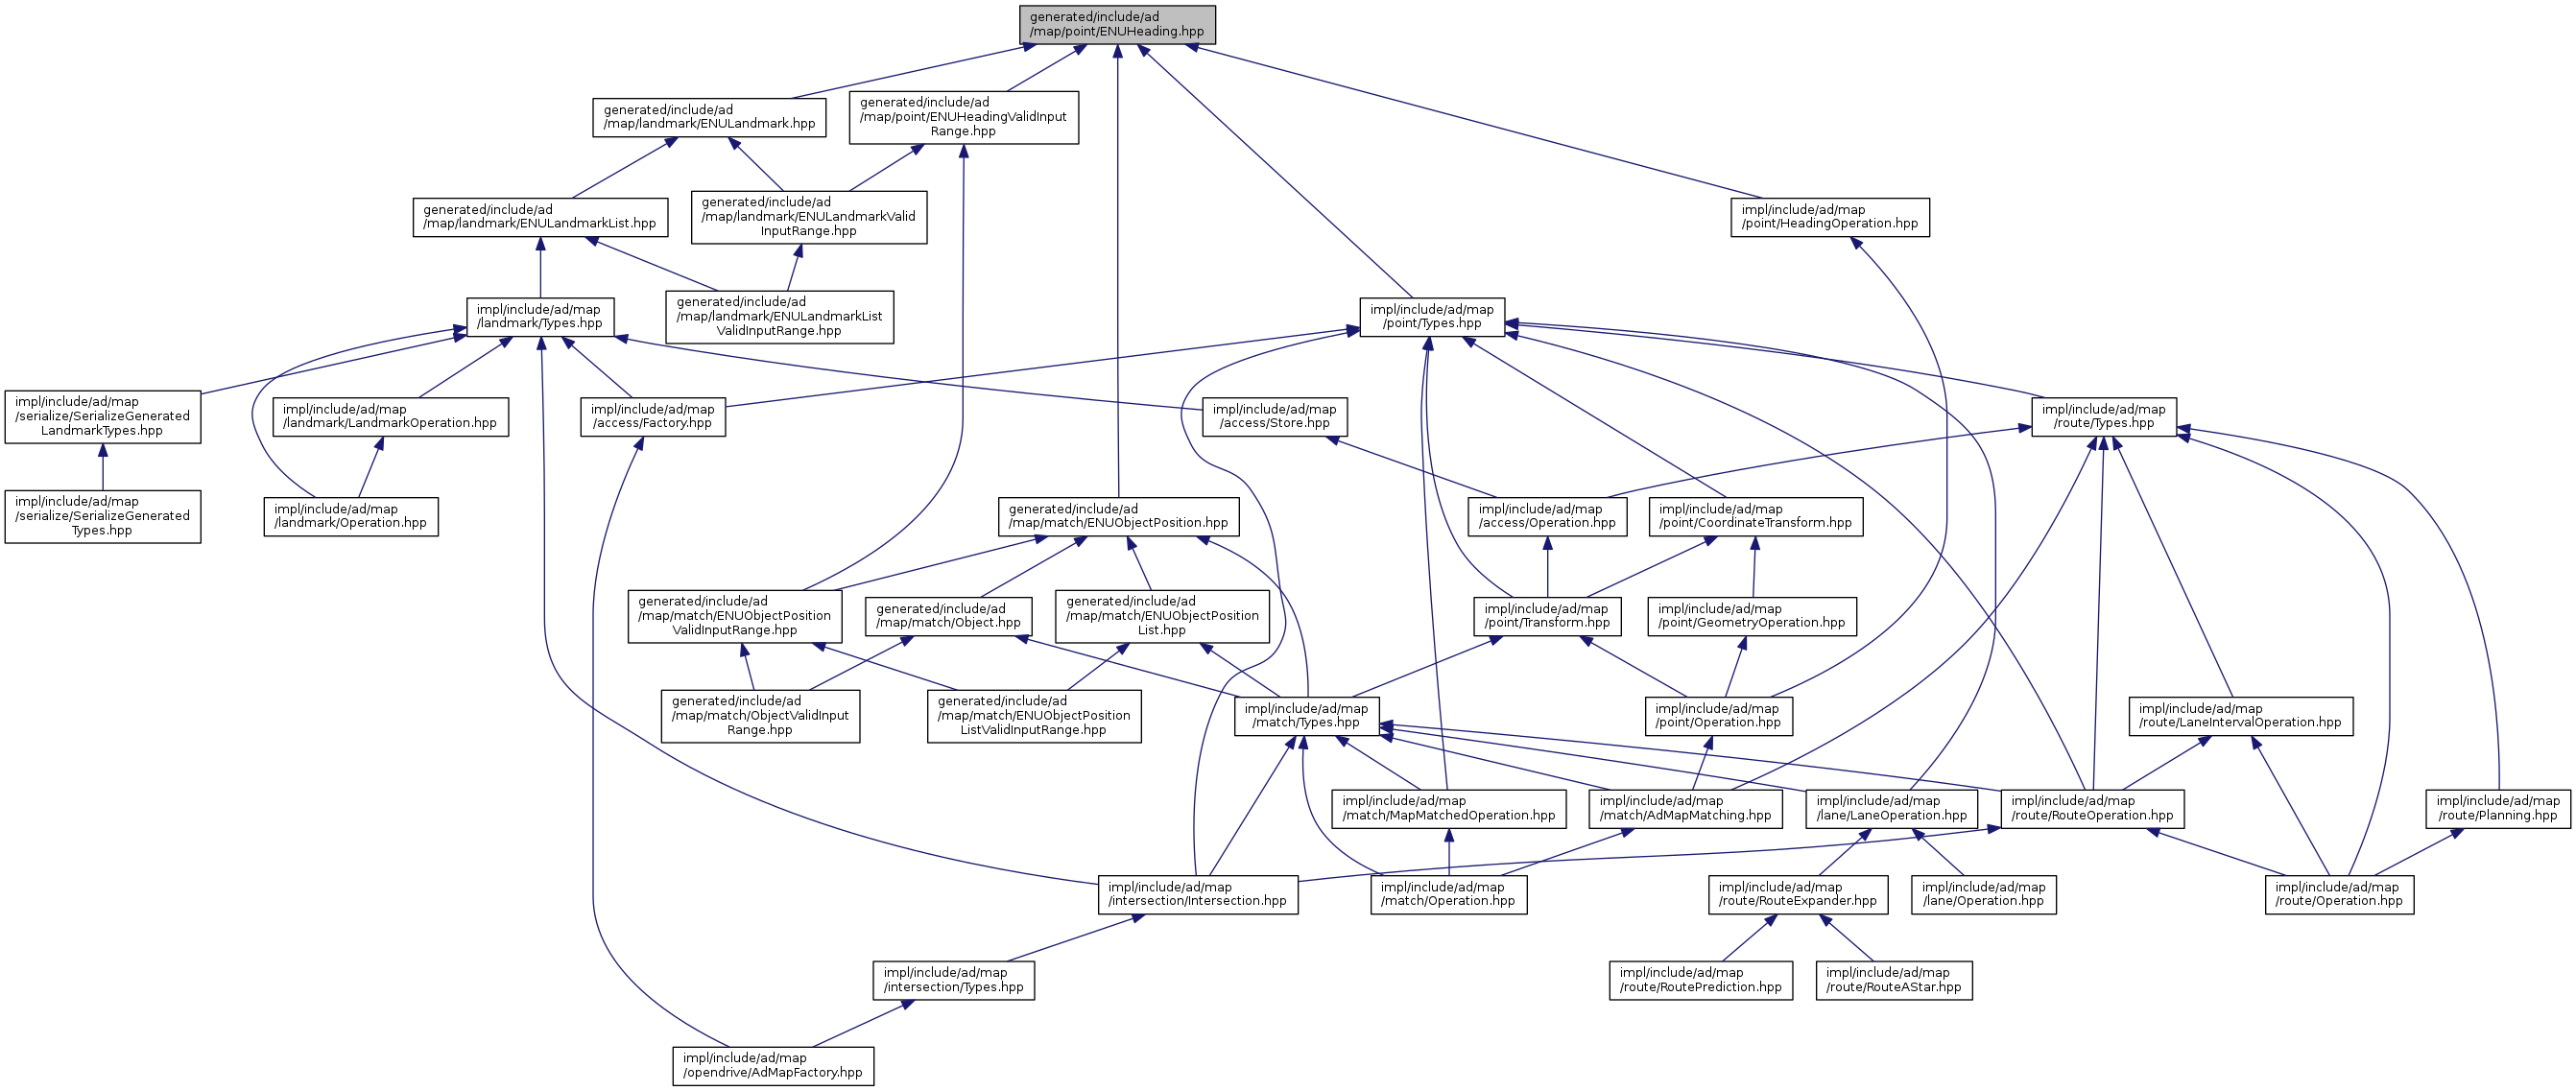 generated/include/ad
/map/point/ENUHeading.hpp
generated/include/ad
/map/landmark/ENULandmark.hpp
generated/include/ad
/map/point/ENUHeadingValidInput
Range.hpp
generated/include/ad
/map/landmark/ENULandmarkList.hpp
generated/include/ad
/map/landmark/ENULandmarkValid
InputRange.hpp
impl/include/ad/map
/point/HeadingOperation.hpp
impl/include/ad/map
/landmark/Types.hpp
generated/include/ad
/map/landmark/ENULandmarkList
ValidInputRange.hpp
impl/include/ad/map
/point/Types.hpp
impl/include/ad/map
/serialize/SerializeGenerated
LandmarkTypes.hpp
impl/include/ad/map
/landmark/LandmarkOperation.hpp
impl/include/ad/map
/access/Factory.hpp
impl/include/ad/map
/access/Store.hpp
impl/include/ad/map
/route/Types.hpp
impl/include/ad/map
/serialize/SerializeGenerated
Types.hpp
impl/include/ad/map
/landmark/Operation.hpp
generated/include/ad
/map/match/ENUObjectPosition.hpp
impl/include/ad/map
/access/Operation.hpp
impl/include/ad/map
/point/CoordinateTransform.hpp
generated/include/ad
/map/match/ENUObjectPosition
ValidInputRange.hpp
generated/include/ad
/map/match/Object.hpp
generated/include/ad
/map/match/ENUObjectPosition
List.hpp
impl/include/ad/map
/point/Transform.hpp
impl/include/ad/map
/point/GeometryOperation.hpp
generated/include/ad
/map/match/ObjectValidInput
Range.hpp
generated/include/ad
/map/match/ENUObjectPosition
ListValidInputRange.hpp
impl/include/ad/map
/match/Types.hpp
impl/include/ad/map
/point/Operation.hpp
impl/include/ad/map
/route/LaneIntervalOperation.hpp
impl/include/ad/map
/match/MapMatchedOperation.hpp
impl/include/ad/map
/match/AdMapMatching.hpp
impl/include/ad/map
/lane/LaneOperation.hpp
impl/include/ad/map
/route/RouteOperation.hpp
impl/include/ad/map
/route/Planning.hpp
impl/include/ad/map
/intersection/Intersection.hpp
impl/include/ad/map
/match/Operation.hpp
impl/include/ad/map
/route/RouteExpander.hpp
impl/include/ad/map
/lane/Operation.hpp
impl/include/ad/map
/route/Operation.hpp
impl/include/ad/map
/intersection/Types.hpp
impl/include/ad/map
/route/RoutePrediction.hpp
impl/include/ad/map
/route/RouteAStar.hpp
impl/include/ad/map
/opendrive/AdMapFactory.hpp